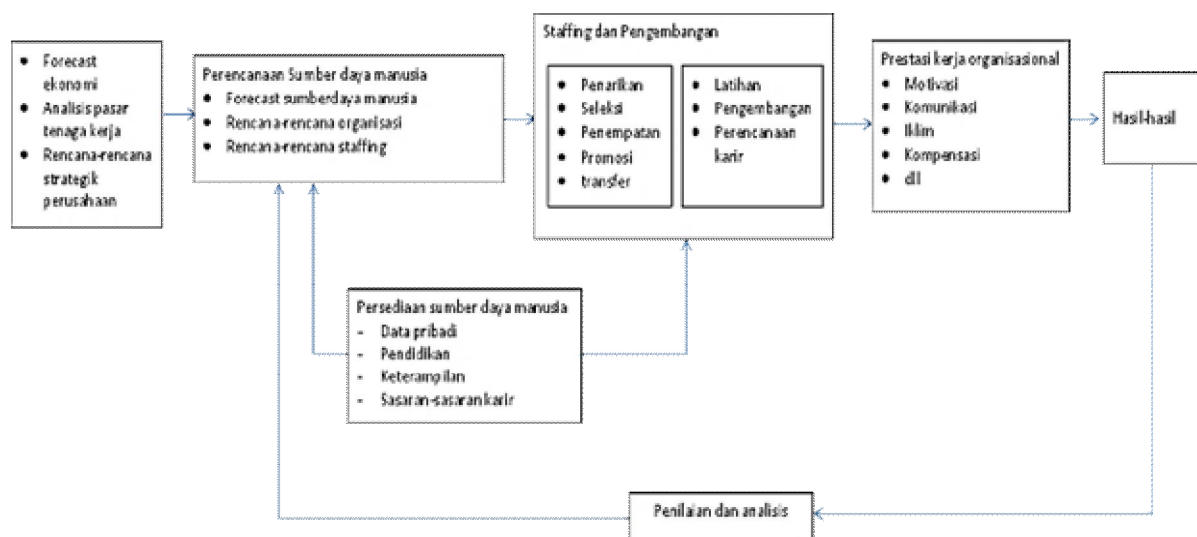 Forecast
ekonomi
Analisis pasar
tenaga kerja
Rencana-rencana
strategik
perusahaan
Perencanaan Sumber daya manusia
Forecast sumberdaya manusia
Rencana-rencana organisasi
Rencana-rencana staffing
Staffing dan Pengembangan
Penarikan
Seleksi
Penempatan
Promosi
transfer
Latihan
Pengembangan
Perencanaan
karir
Prestasi kerja organisasional
Motivasi
Komunikasi
Iklim
Kompensasi
dll
Hasil-hasil
Persediaan sumber daya manusia
- Data pribadi
- Pendidikan
- Keterampilan
- Sasaran-sasaran karir
Penilaian dan analisis